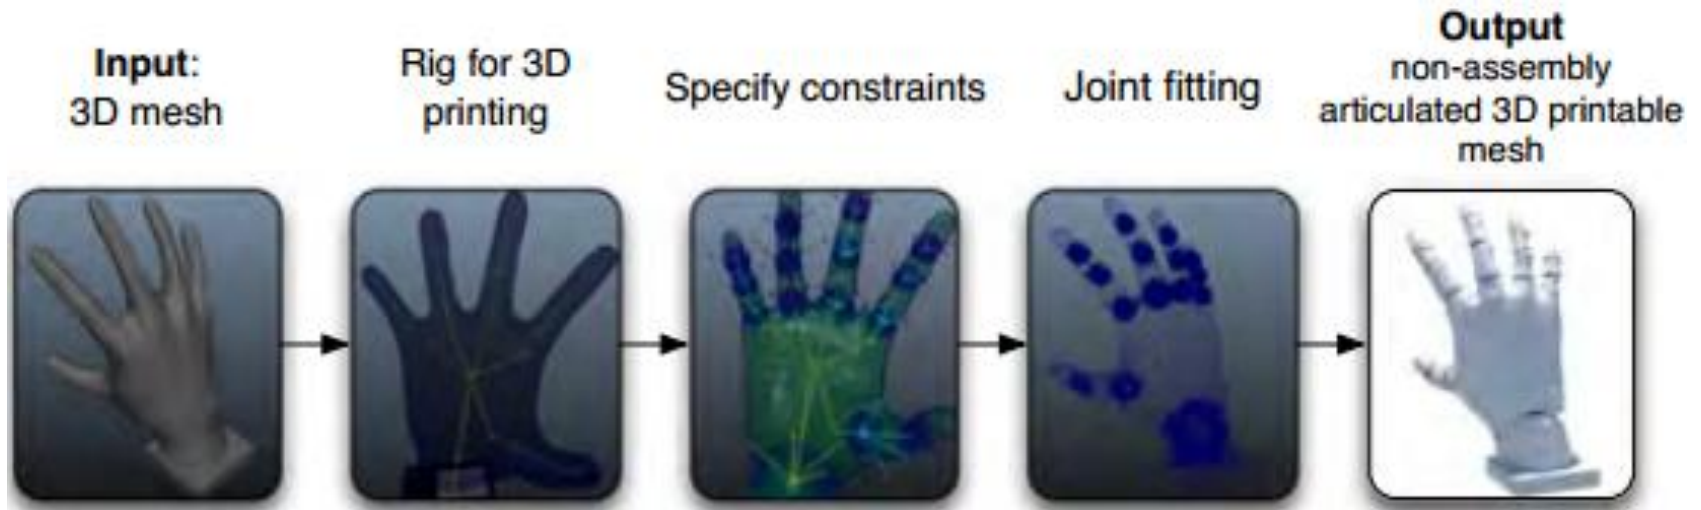 Input:
3D mesh
Rig for 3D
printing
Specify constraints
Joint fitting
Output
non-assembly
articulated 3D printable
mesh